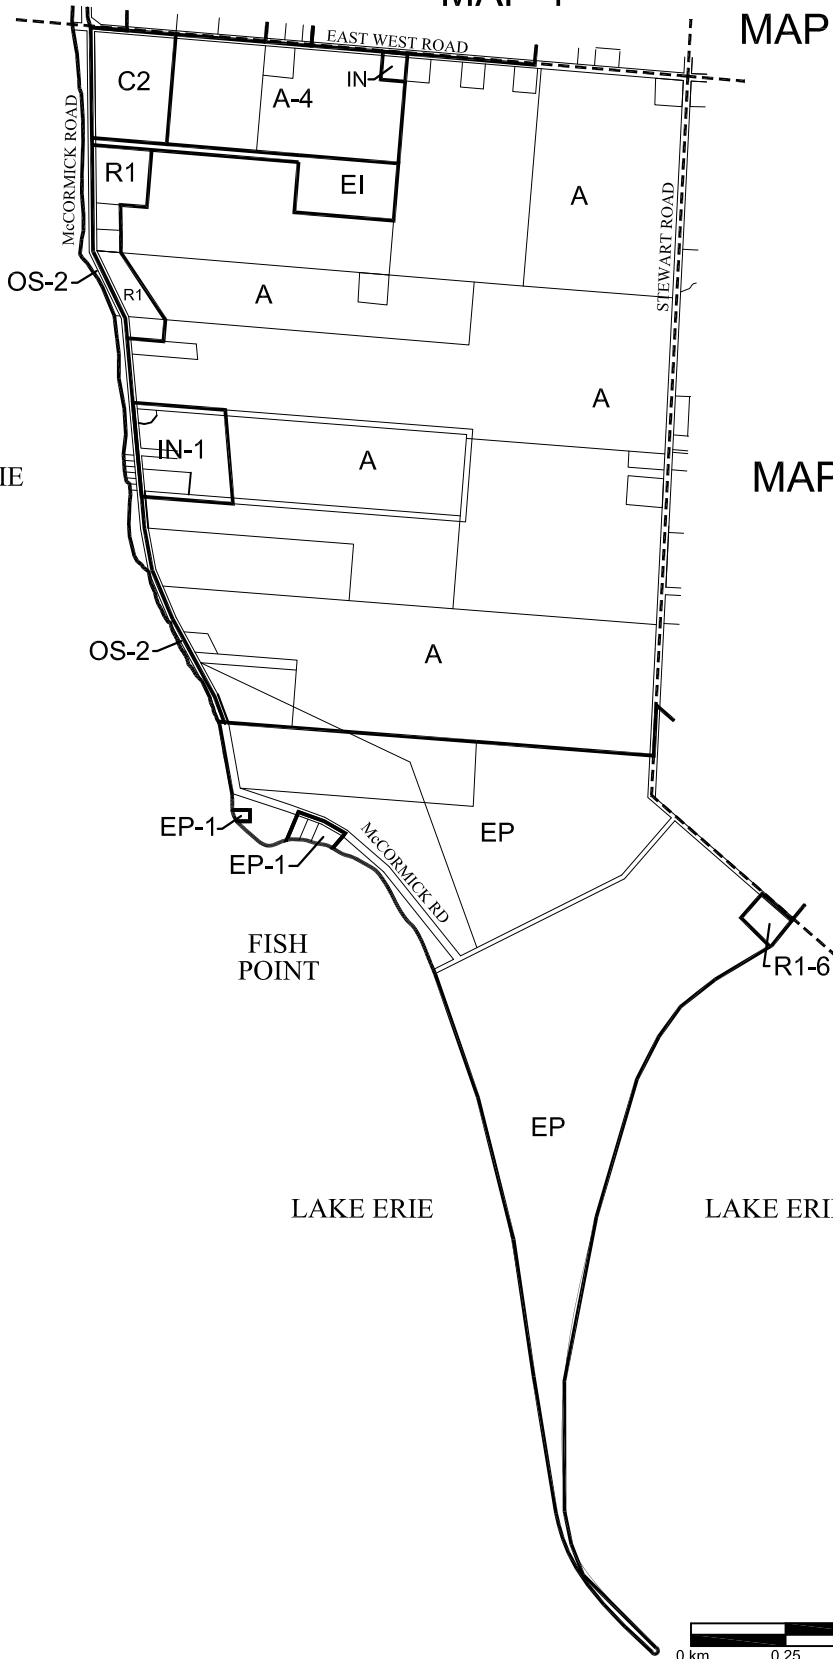 MAP
EAST WEST ROAD
C2
IN
A-4
McCORMICK ROAD
R1
EI
A
STEWART ROAD
OS-2
R1
A
A
IN-1
A
IE
MAP
OS-2
A
EP-1
EP
EP-1
McCORMICK RD
FISH
POINT
R1-6
EP
LAKE ERIE
LAKE ERIE
0 km
0.25